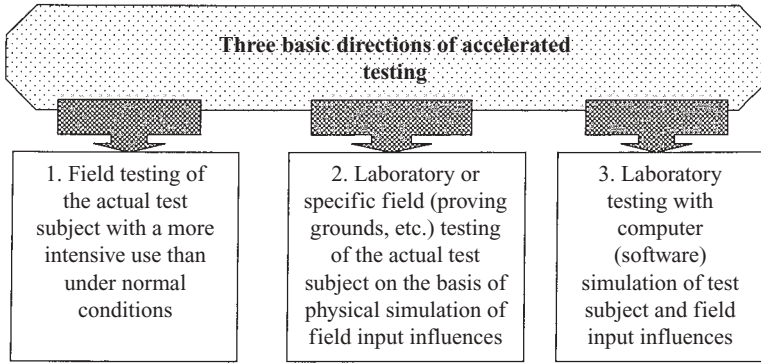 Three basic directions of accelerated
testing
1. Field testing of
the actual test
subject with a more
intensive use than
under normal
conditions
2. Laboratory or
specific field (proving
grounds, etc.) testing
of the actual test
subject on the basis of
physical simulation of
field input influences
3. Laboratory
testing with
computer
(software)
simulation of test
subject and field
input influences